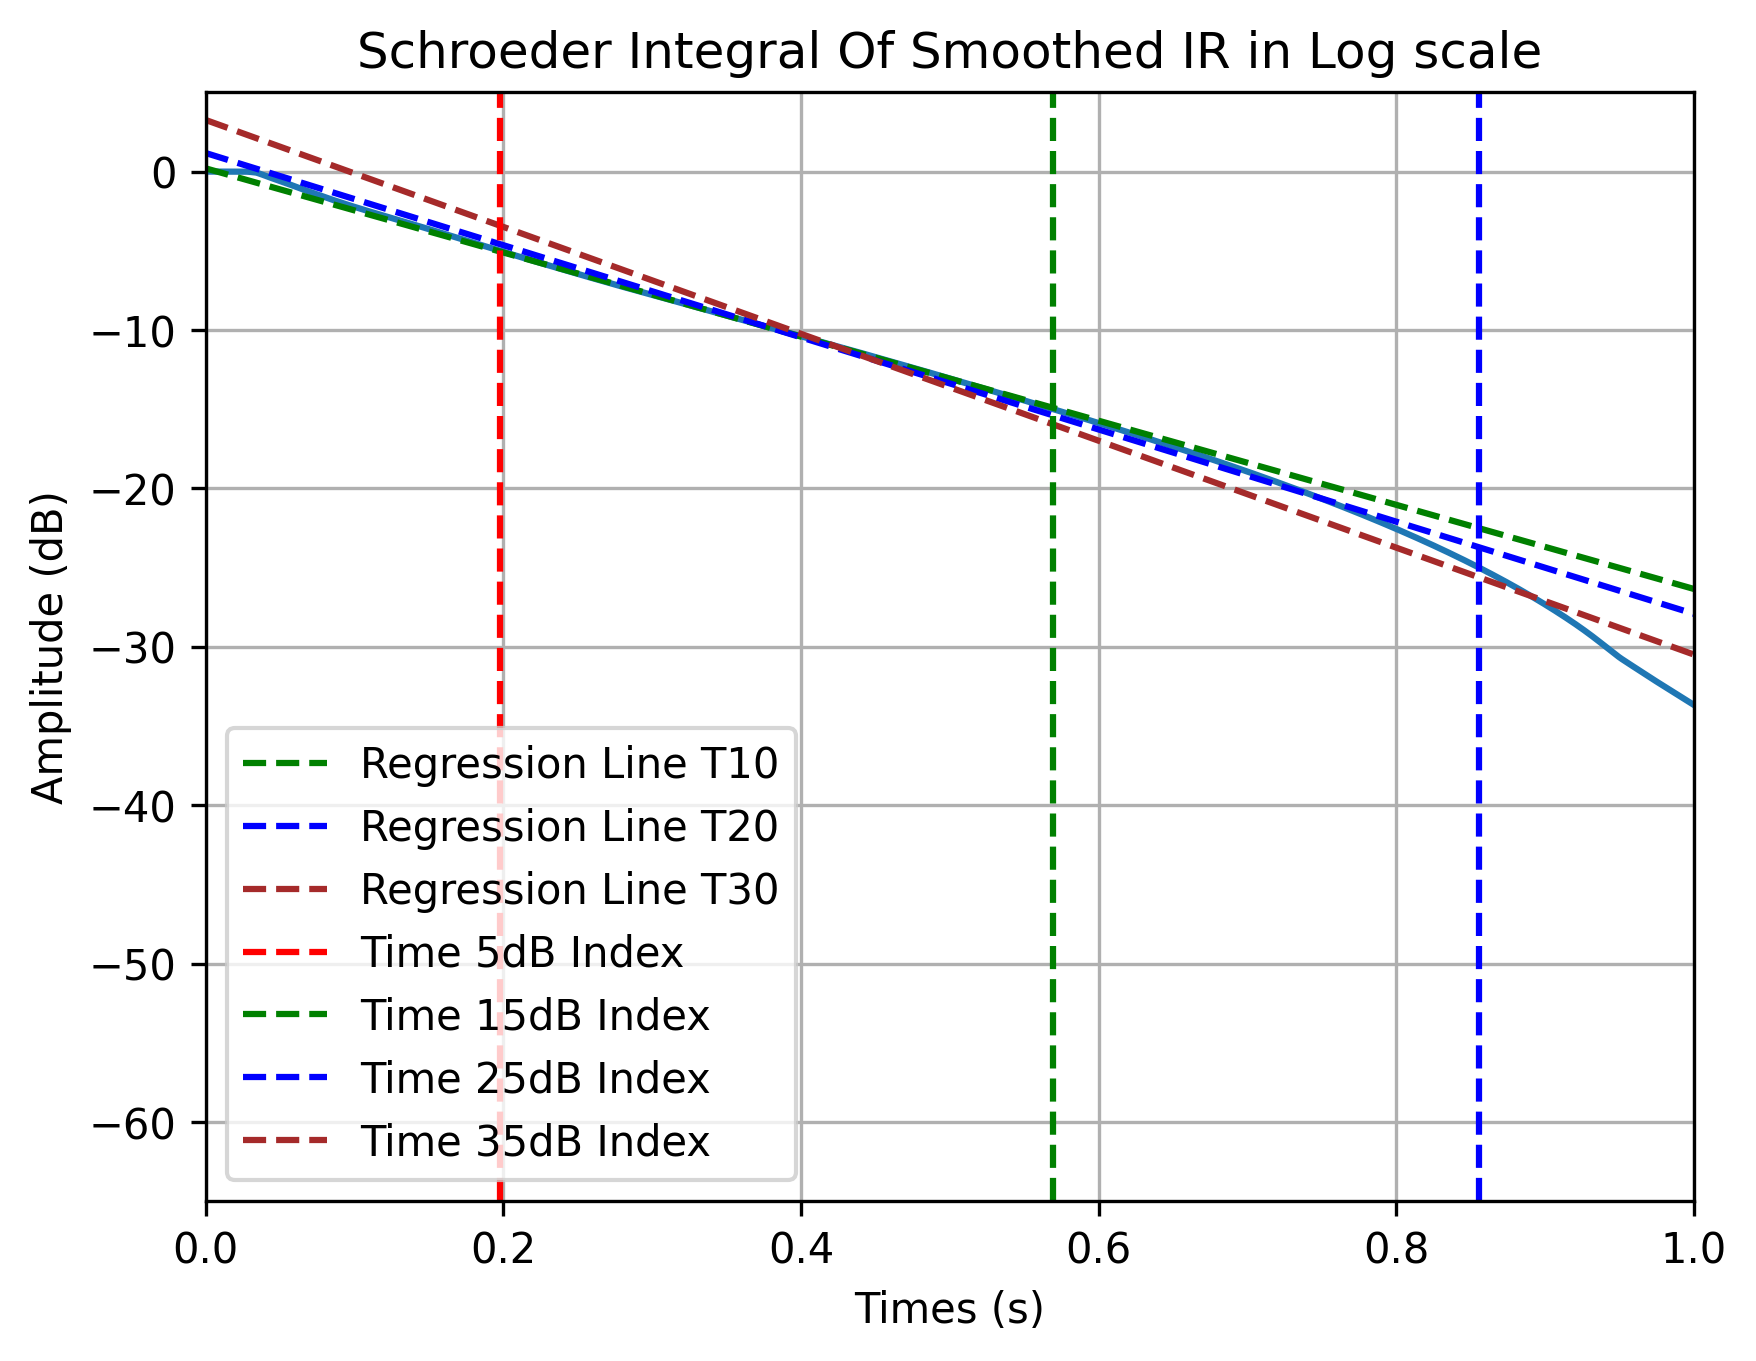 Schroeder Integral Of Smoothed IR in Log scale
Amplitude (dB)
0
−10
−20
−30
−40
−50
−60
Regression Line T10
Regression Line T20
Regression Line T30
Time 5dB Index
Time 15dB Index
Time 25dB Index
Time 35dB Index
0.0 0.2 0.4 0.6 0.8 1.0
Times (s)